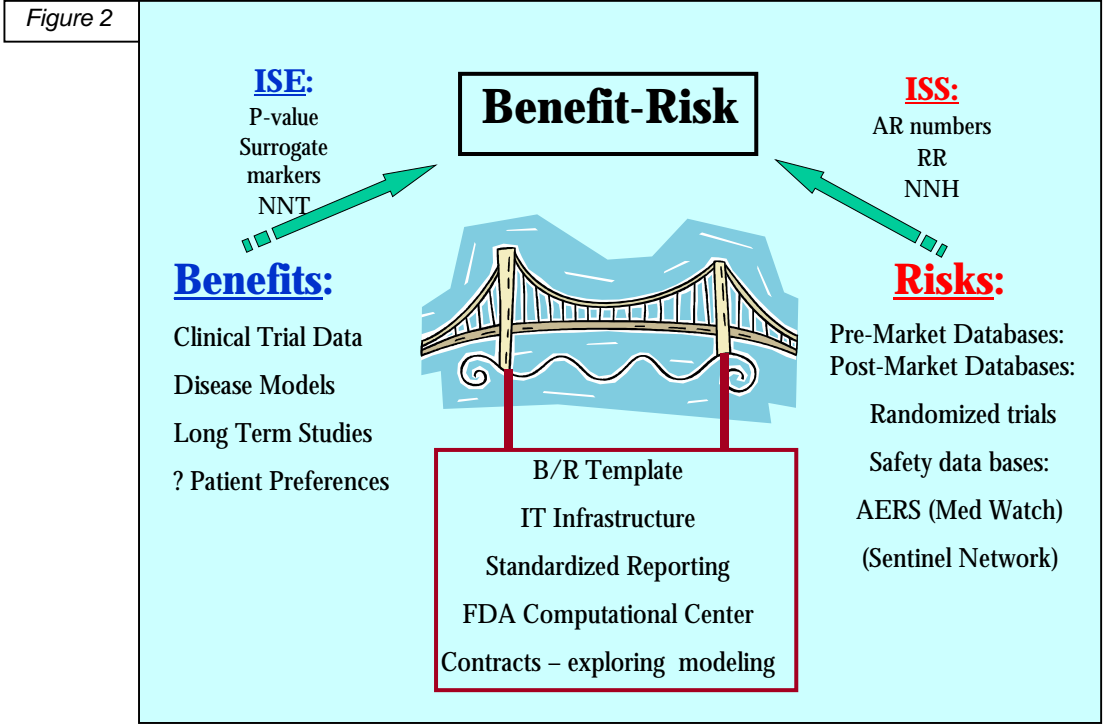 Figure 2
Benefit-Risk
ISE:
P-value
Surrogate
markers
NNT
ISS:
AR numbers
RR
NNH
Benefits:
Clinical Trial Data
Disease Models
Long Term Studies
? Patient Preferences
Risks:
Pre-Market Databases:
Post-Market Databases:
Randomized trials
Safety data bases:
AERS (Med Watch)
(Sentinel Network)
B/R Template
IT Infrastructure
Standardized Reporting
FDA Computational Center
Contracts – exploring modeling